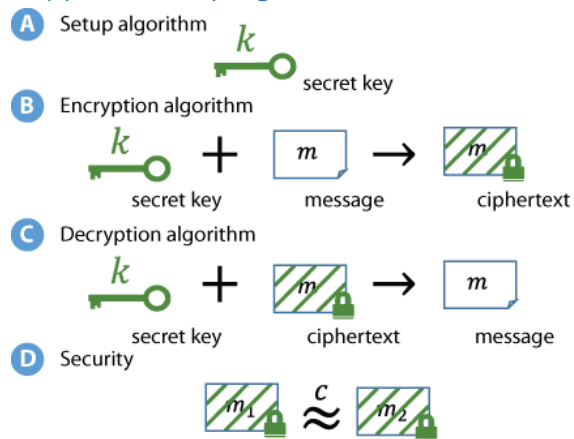 A Setup algorithm
k
secret key
B Encryption algorithm
k + m → m
secret key message ciphertext
C Decryption algorithm
k + m → m
secret key ciphertext message
D Security
m₁ c ≈ m₂